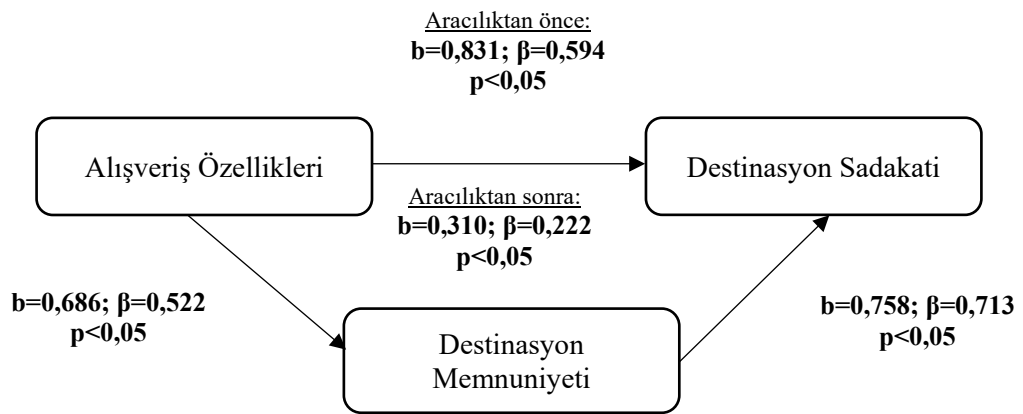 Aracılıktan önce:
b=0,831; β=0,594
p<0,05
Alışveriş Özellikleri
Destinasyon Sadakati
Aracılıktan sonra:
b=0,310; β=0,222
p<0,05
b=0,686; β=0,522
p<0,05
b=0,758; β=0,713
p<0,05
Destinasyon
Memnuniyeti